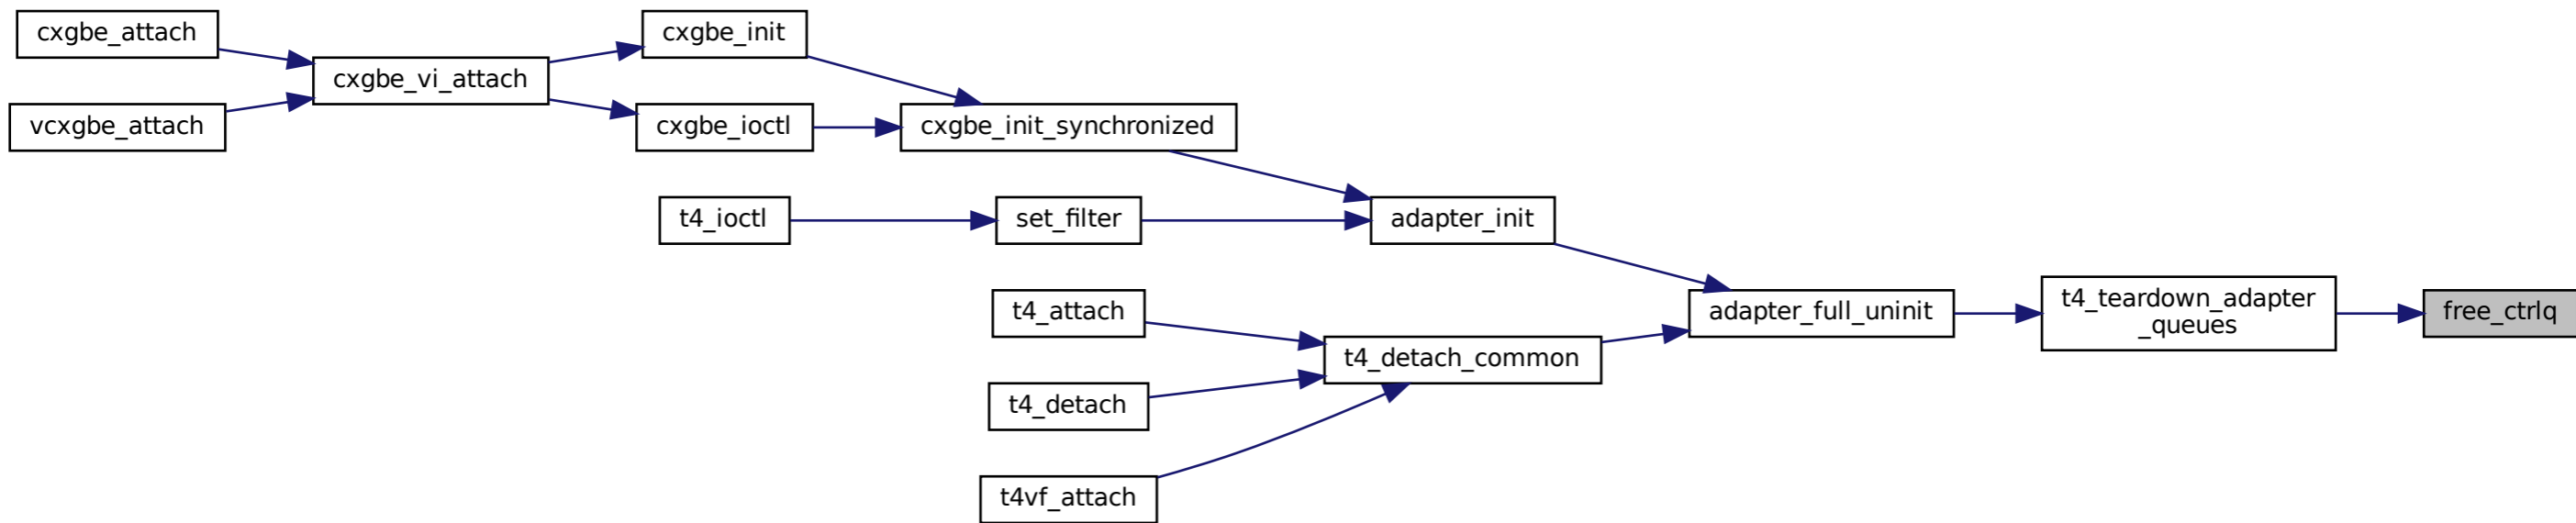 cxgbe_attach
vcxgbe_attach
cxgbe_vi_attach
cxgbe_init
cxgbe_ioctl
cxgbe_init_synchronized
t4_ioctl
set_filter
adapter_init
t4_attach
t4_detach
t4vf_attach
t4_detach_common
adapter_full_uninit
t4_teardown_adapter
_queues
free_ctrlq